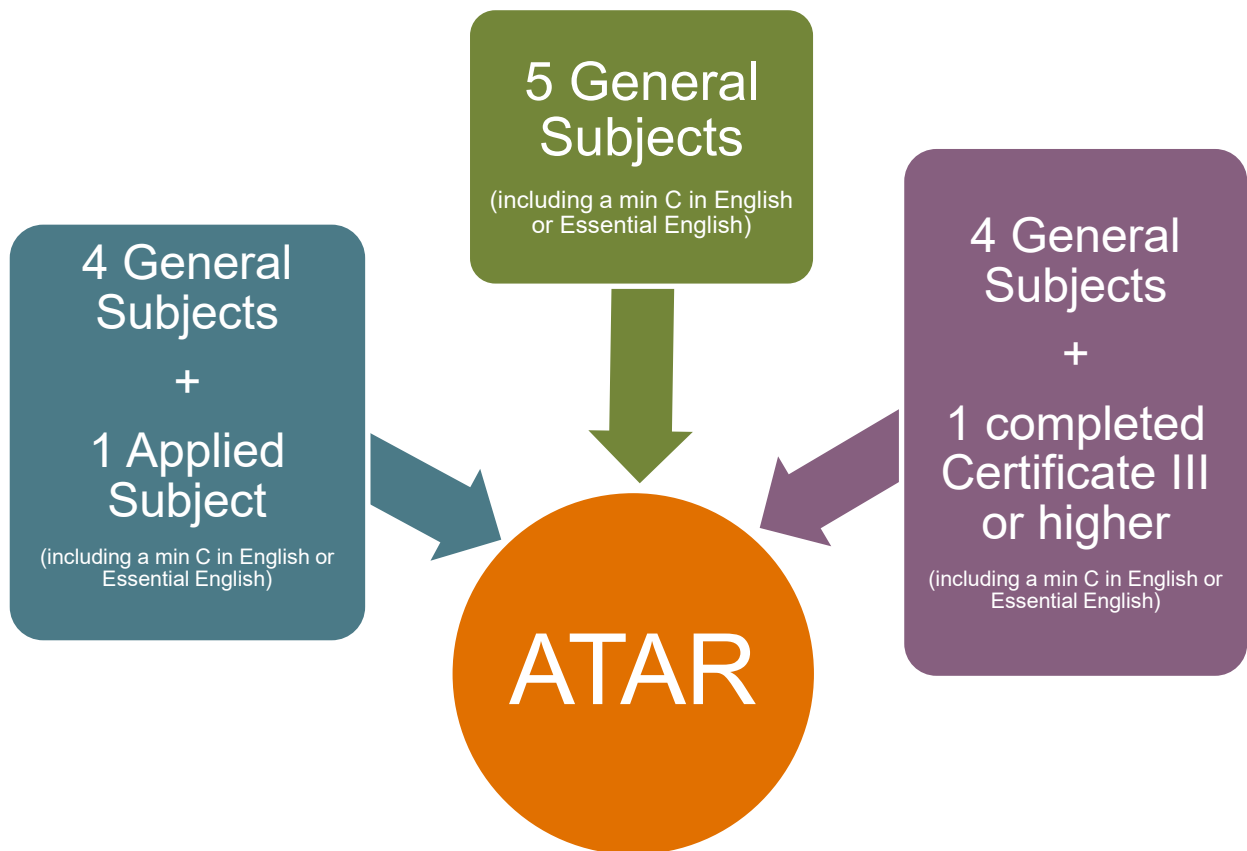 4 General
Subjects
+
1 Applied
Subject
(including a min C in English or
Essential English)
5 General
Subjects
(including a min C in English
or Essential English)
4 General
Subjects
+
1 completed
Certificate III
or higher
(including a min C in English or
Essential English)
ATAR